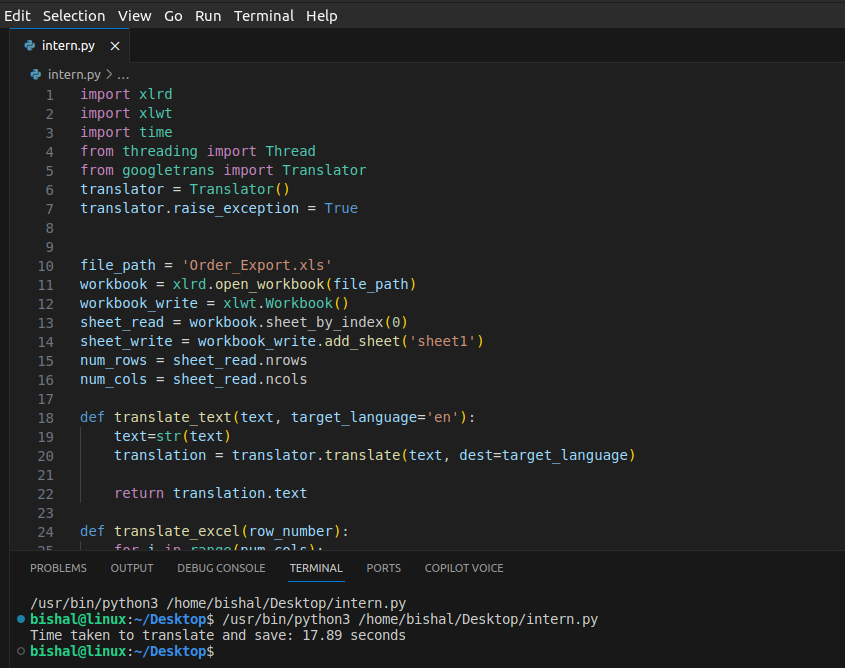 Edit Selection View Go Run Terminal Help
intern.py ×
intern.py > ...
1 import xlrd
2 import xlwt
3 import time
4 from threading import Thread
5 from googletrans import Translator
6 translator = Translator()
7 translator.raise_exception = True
8
9
10 file_path = 'Order_Export.xls'
11 workbook = xlrd.open_workbook(file_path)
12 workbook_write = xlwt.Workbook()
13 sheet_read = workbook.sheet_by_index(0)
14 sheet_write = workbook_write.add_sheet('sheet1')
15 num_rows = sheet_read.nrows
16 num_cols = sheet_read.ncols
17
18 def translate_text(text, target_language='en'):
19     text=str(text)
20     translation = translator.translate(text, dest=target_language)
21
22     return translation.text
23
24 def translate_excel(row_number):
25     for i in range(num_cols):
PROBLEMS OUTPUT DEBUG CONSOLE TERMINAL PORTS COPILOT VOICE
/usr/bin/python3 /home/bishal/Desktop/intern.py
bishal@linux:~/Desktop$ /usr/bin/python3 /home/bishal/Desktop/intern.py
Time taken to translate and save: 17.89 seconds
bishal@linux:~/Desktop$